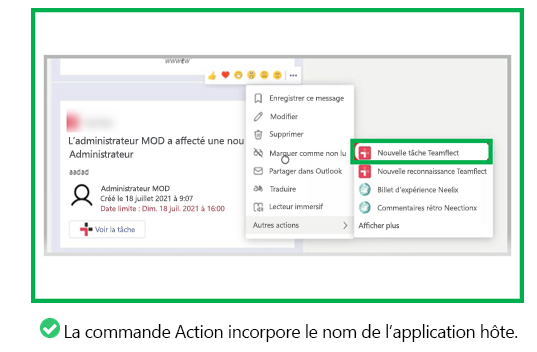 wwwEw
L'administrateur MOD a affecté une nou
Administrateur
aadad
Administrateur MOD
Créé le 18 juillet 2021 à 9:07
Date limite : Dim. 18 juil. 2021 à 16:00
Voir la tâche
Enregistrer ce message
Modifier
Supprimer
Marquer comme non lu
Partager dans Outlook
Traduire
Lecteur immersif
Autres actions
Nouvelle tâche Teamflect
Nouvelle reconnaissance Teamflect
Billet d'expérience Neelix
Commentaires rétro Neectionx
Afficher plus
La commande Action incorpore le nom de l'application hôte.